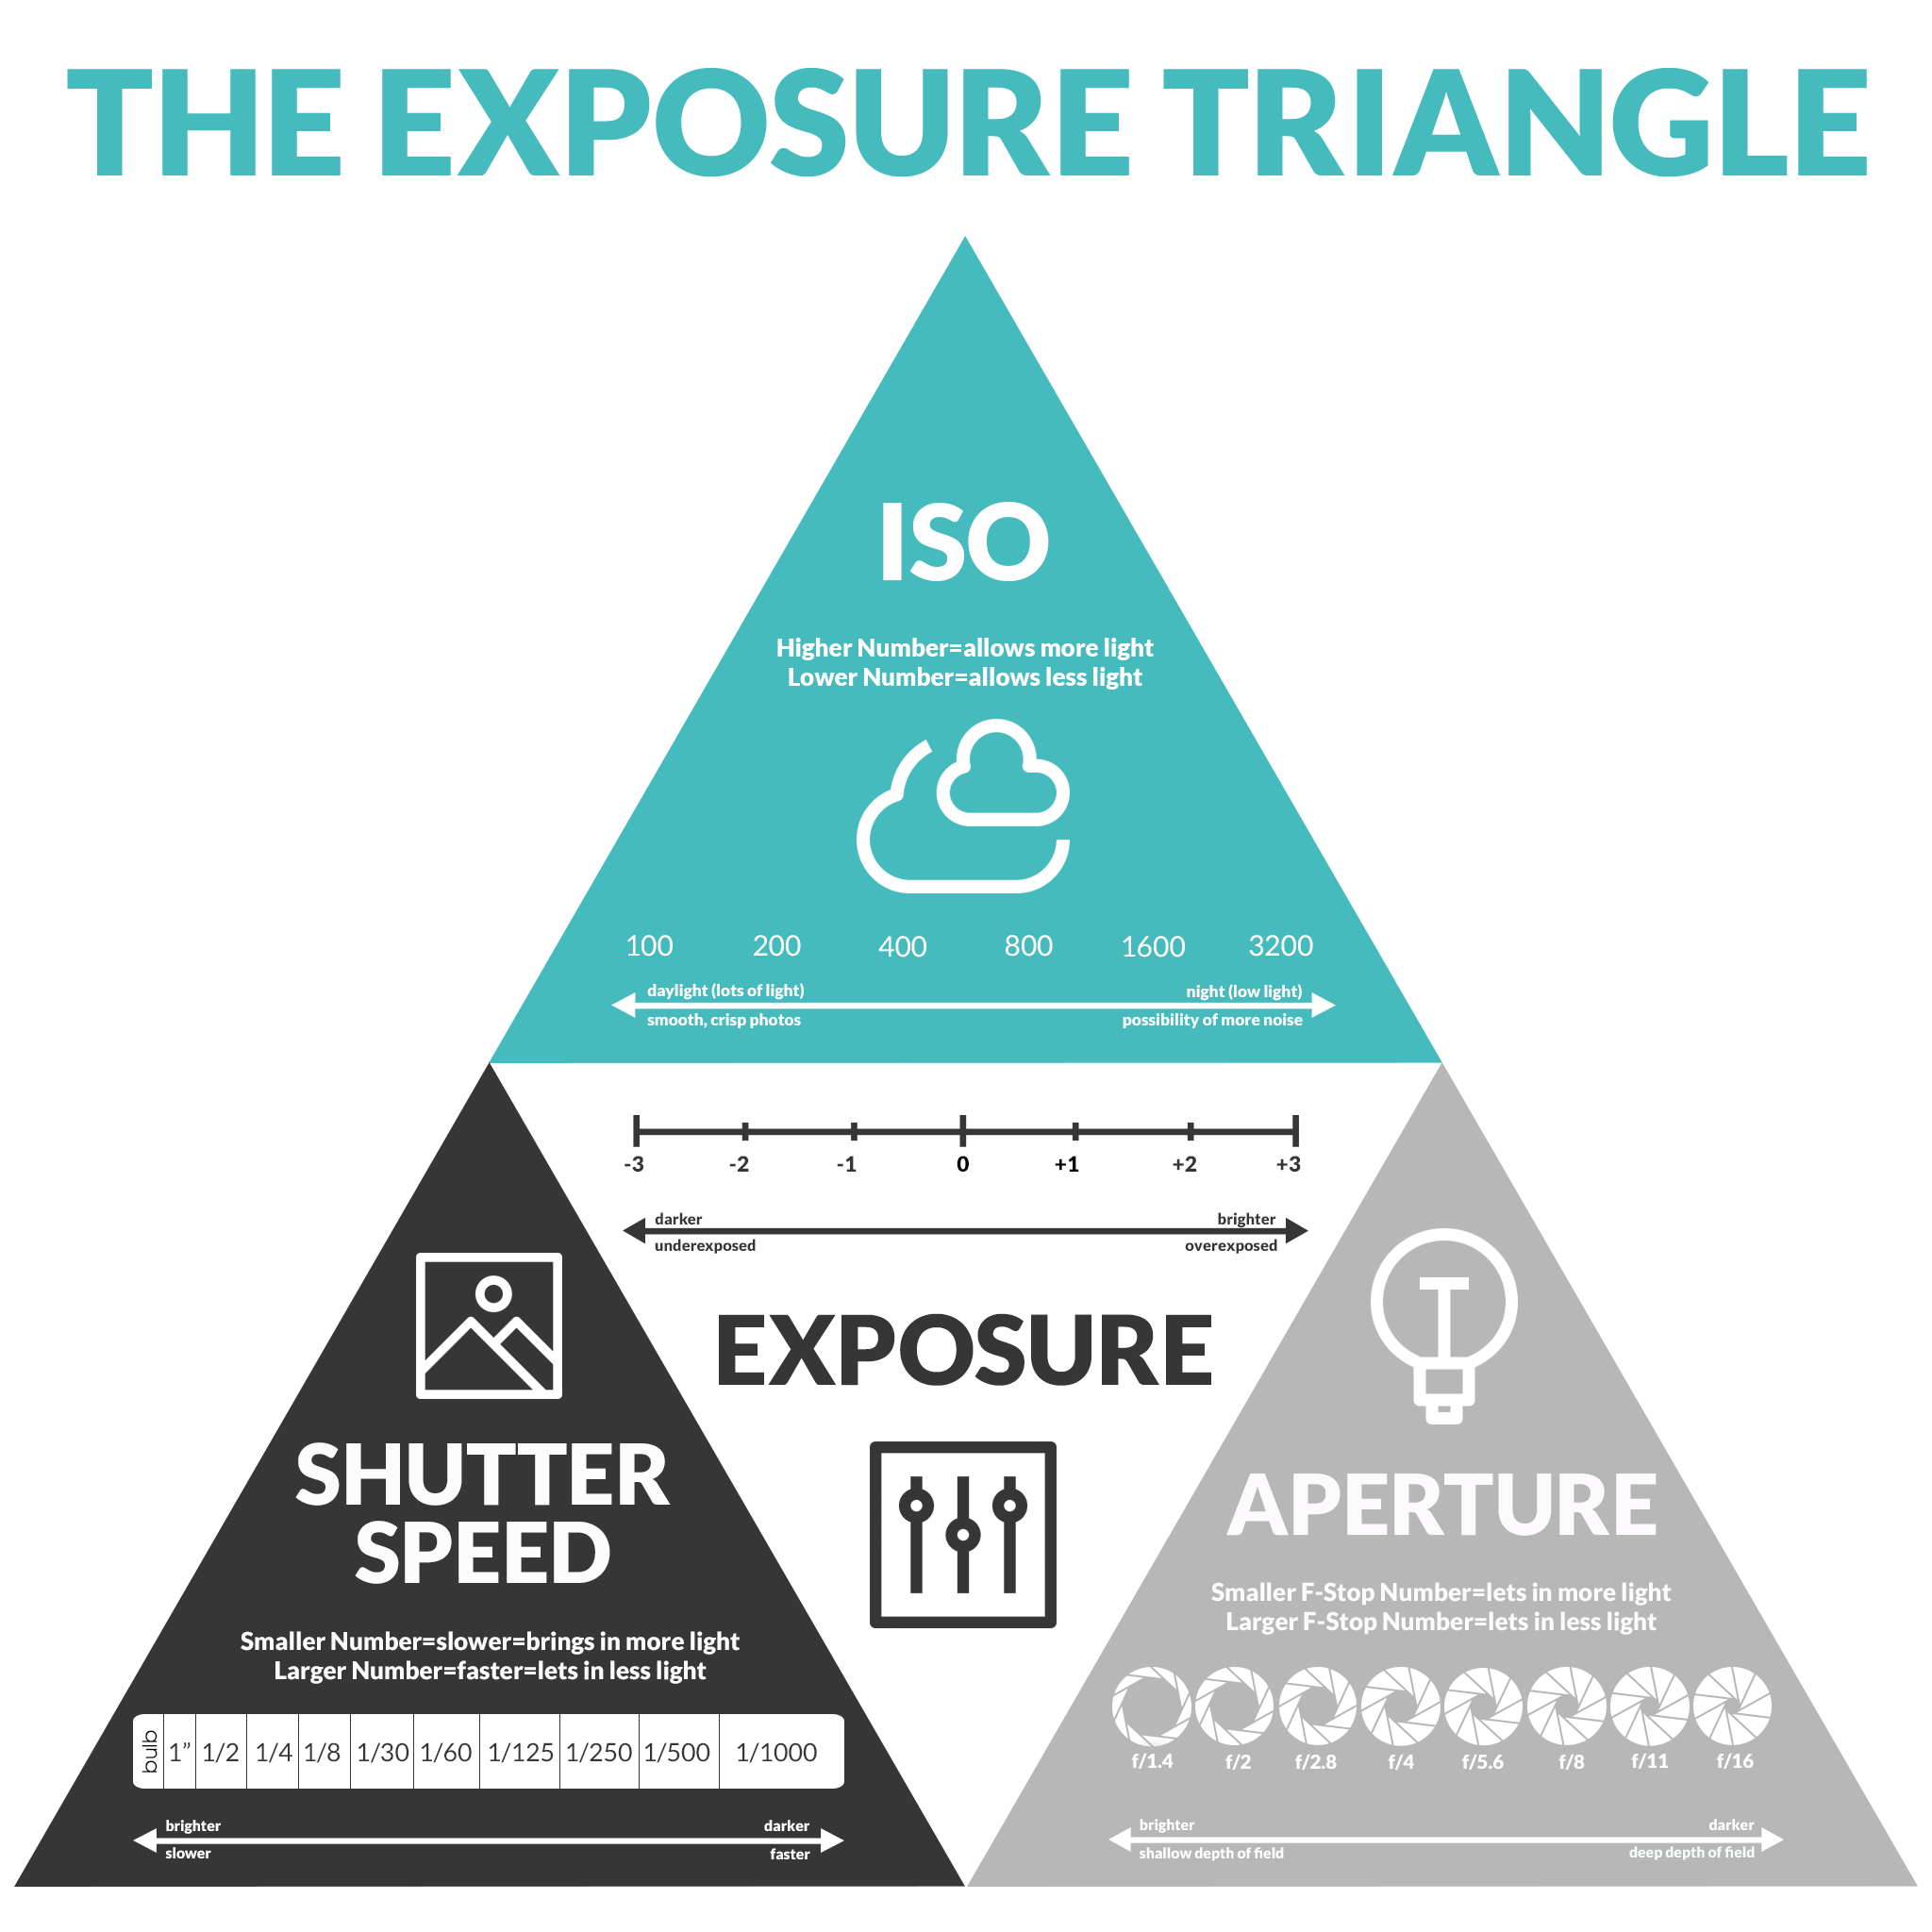 THE EXPOSURE TRIANGLE
ISO
Higher Number=allows more light
Lower Number=allows less light
100 200 400 800 1600 3200
daylight (lots of light) night (low light)
smooth, crisp photos possibility of more noise
-3 -2 -1 0 +1 +2 +3
darker brighter
underexposed overexposed
EXPOSURE
SHUTTER
SPEED
Smaller Number=slower=brings in more light
Larger Number=faster=lets in less light
bulb 1” 1/2 1/4 1/8 1/30 1/60 1/125 1/250 1/500 1/1000
brighter darker
slower faster
APERTURE
Smaller F-Stop Number=lets in more light
Larger F-Stop Number=lets in less light
f/1.4 f/2 f/2.8 f/4 f/5.6 f/8 f/11 f/16
brighter darker
shallow depth of field deep depth of field